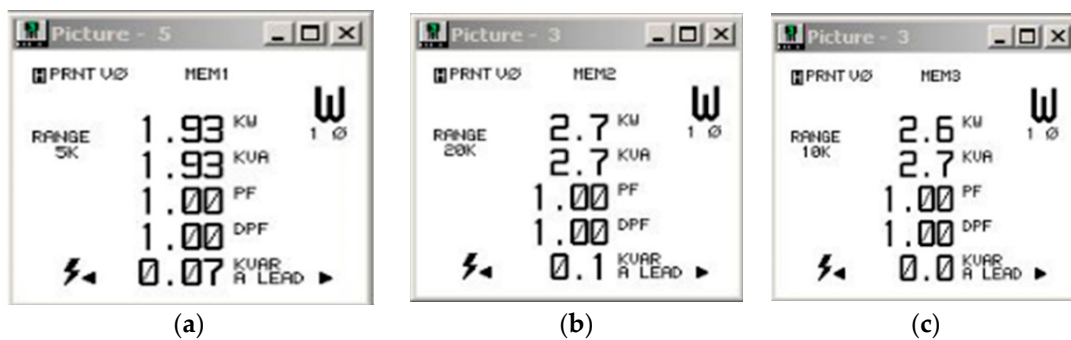 Picture - 5
PRNT VØ MEM1
W
1 Ø
RANGE
5K
1.93 KW
1.93 KVA
1.00 PF
1.00 DPF
0.07 KVAR
A LEAD
(a)
Picture - 3
PRNT VØ MEM2
W
1 Ø
RANGE
20K
2.7 KW
2.7 KVA
1.00 PF
1.00 DPF
0.1 KVAR
A LEAD
(b)
Picture - 3
PRNT VØ MEM3
W
1 Ø
RANGE
10K
2.6 KW
2.7 KVA
1.00 PF
1.00 DPF
0.0 KVAR
A LEAD
(c)